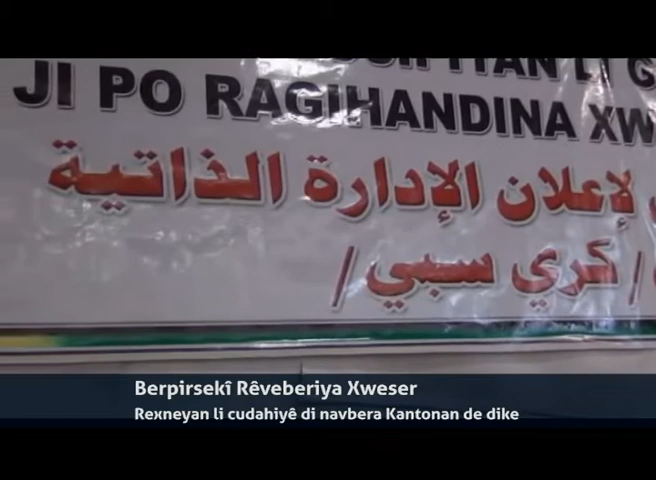 LI
JI PO RAGIHANDINA
لإعلان الإدارة الذاتية
/ كري سبي /
Berpirsekî Rêveberiya Xweser
Rexneyan li cudahiyê di navbera Kantonan de dike